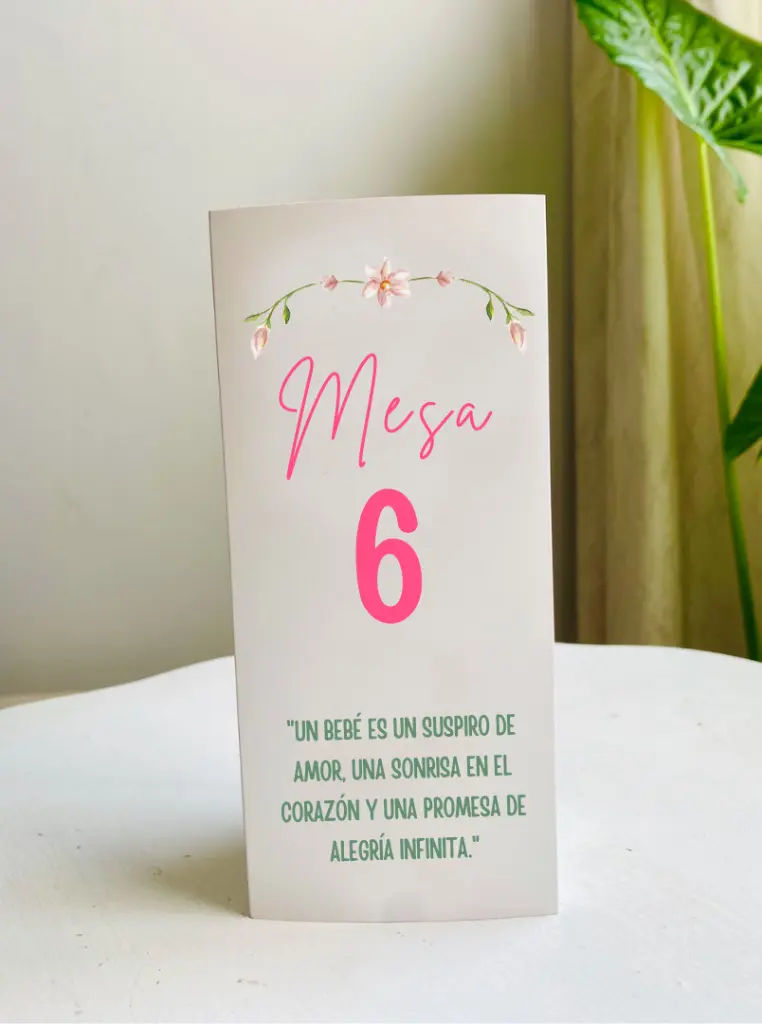 Mesa
6
"UN BEBÉ ES UN SUSPIRO DE
AMOR, UNA SONRISA EN EL
CORAZÓN Y UNA PROMESA DE
ALEGRÍA INFINITA."